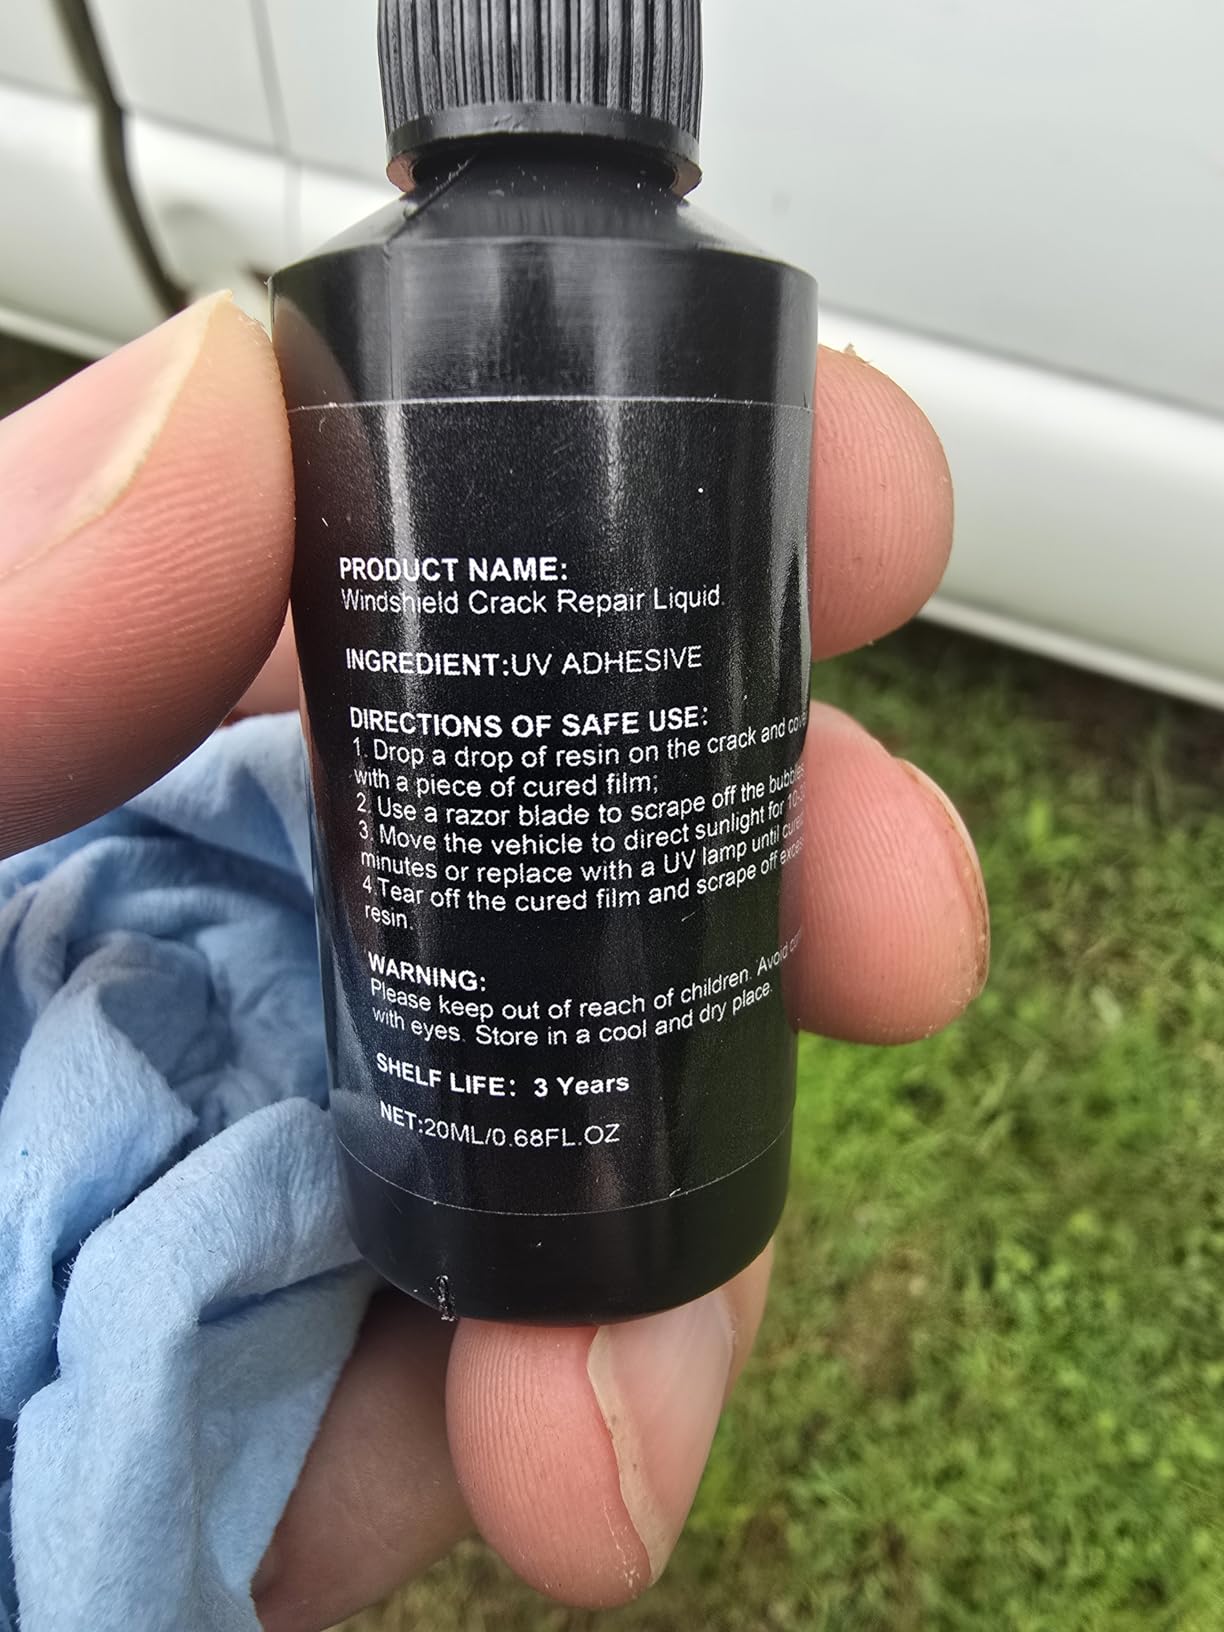 PRODUCT NAME:
Windshield Crack Repair Liquid.
INGREDIENT:UV ADHESIVE
DIRECTIONS OF SAFE USE:
1. Drop a drop of resin on the crack and
with a piece of cured film;
2. Use a razor blade to scrape off the bubbles
3. Move the vehicle to direct sunlight for
minutes or replace with a UV lamp until
4.Tear off the cured film and scrape off
resin.
WARNING:
Please keep out of reach of children. Avoid
with eyes. Store in a cool and dry place.
SHELF LIFE: 3 Years
NET:20ML/0.68FL.OZ